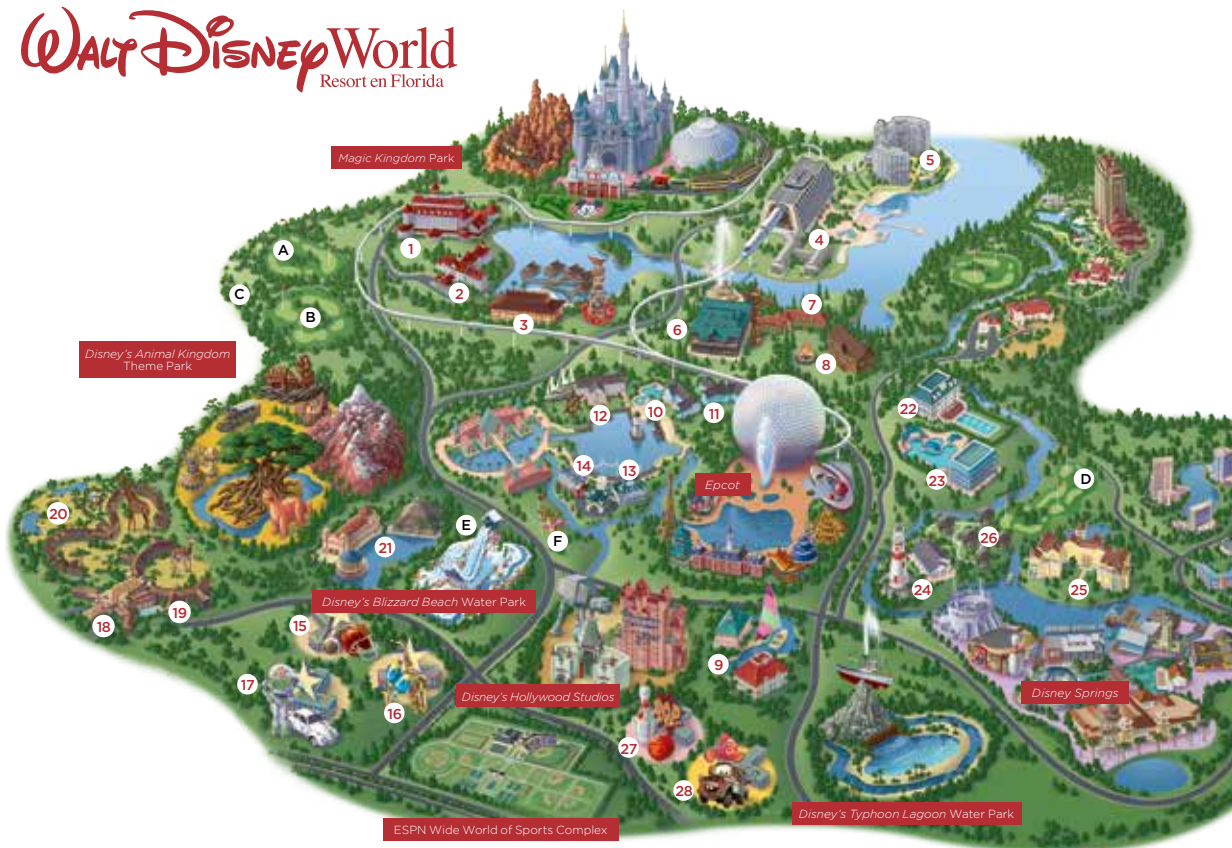 WALT DISNEY World
Resort en Florida
Magic Kingdom Park
5
A
1
4
C
2
B
3
7
6
8
Disney's Animal Kingdom
Theme Park
12
10
11
22
14
13
23
Epcot
D
20
E
21
F
26
24
25
Disney's Blizzard Beach Water Park
18
19
15
9
17
16
Disney's Hollywood Studios
Disney Springs
27
28
Disney's Typhoon Lagoon Water Park
ESPN Wide World of Sports Complex